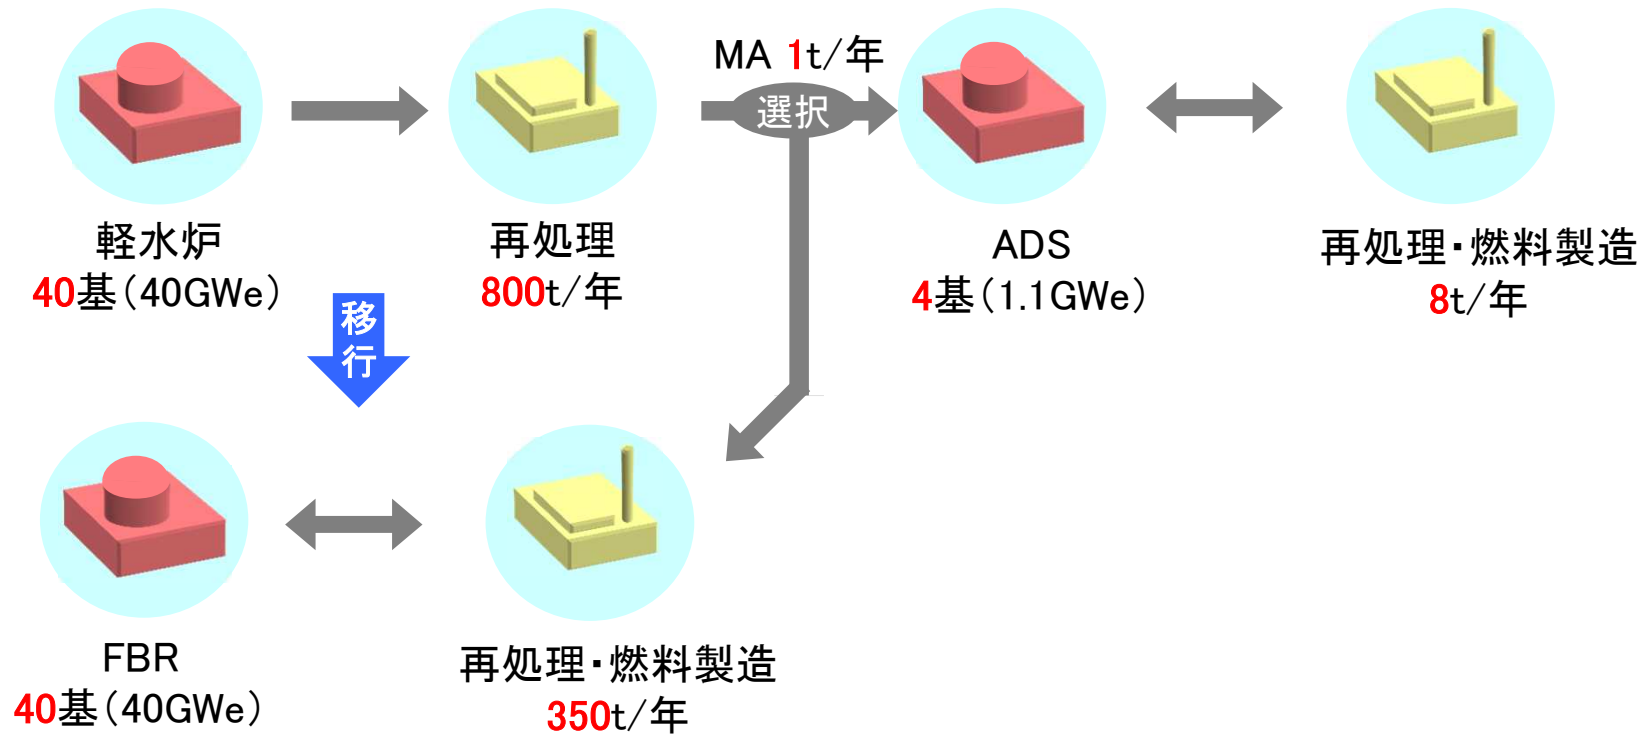 MA 1t/年
選択
軽水炉
40基(40GWe)
再処理
800t/年
ADS
4基(1.1GWe)
再処理・燃料製造
8t/年
移
行
FBR
40基(40GWe)
再処理・燃料製造
350t/年